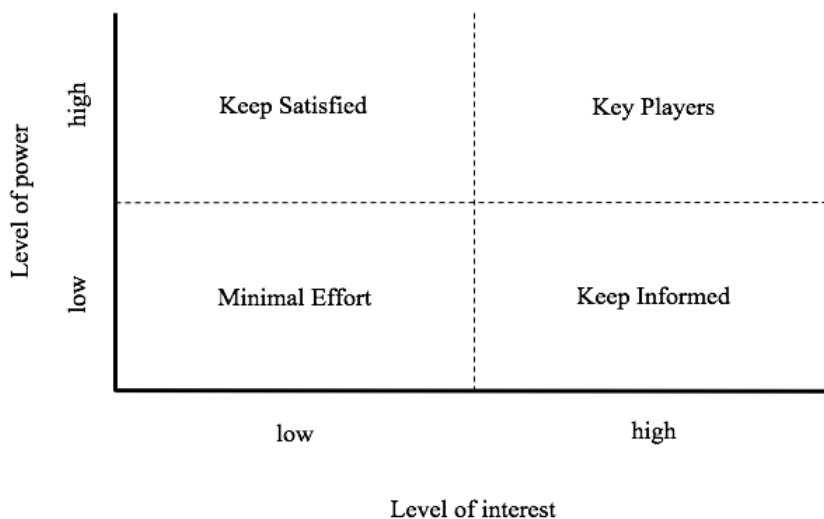 high
Keep Satisfied
Key Players
Level of power
low
Minimal Effort
Keep Informed
low
high
Level of interest